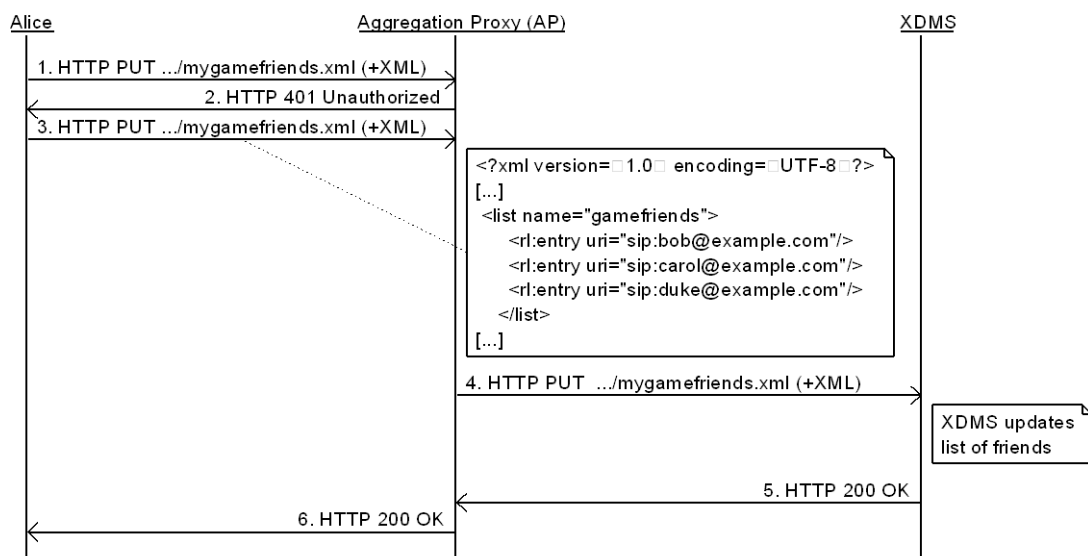 Alice
Aggregation Proxy (AP)
XDMS
1. HTTP PUT .../mygamefriends.xml (+XML)
2. HTTP 401 Unauthorized
3. HTTP PUT .../mygamefriends.xml (+XML)
<?xml version=□1.0□ encoding=□UTF-8□?>
[...]
<list name="gamefriends">
<rl:entry uri="sip:bob@example.com"/>
<rl:entry uri="sip:carol@example.com"/>
<rl:entry uri="sip:duke@example.com"/>
</list>
[...]
4. HTTP PUT .../mygamefriends.xml (+XML)
XDMS updates
list of friends
5. HTTP 200 OK
6. HTTP 200 OK